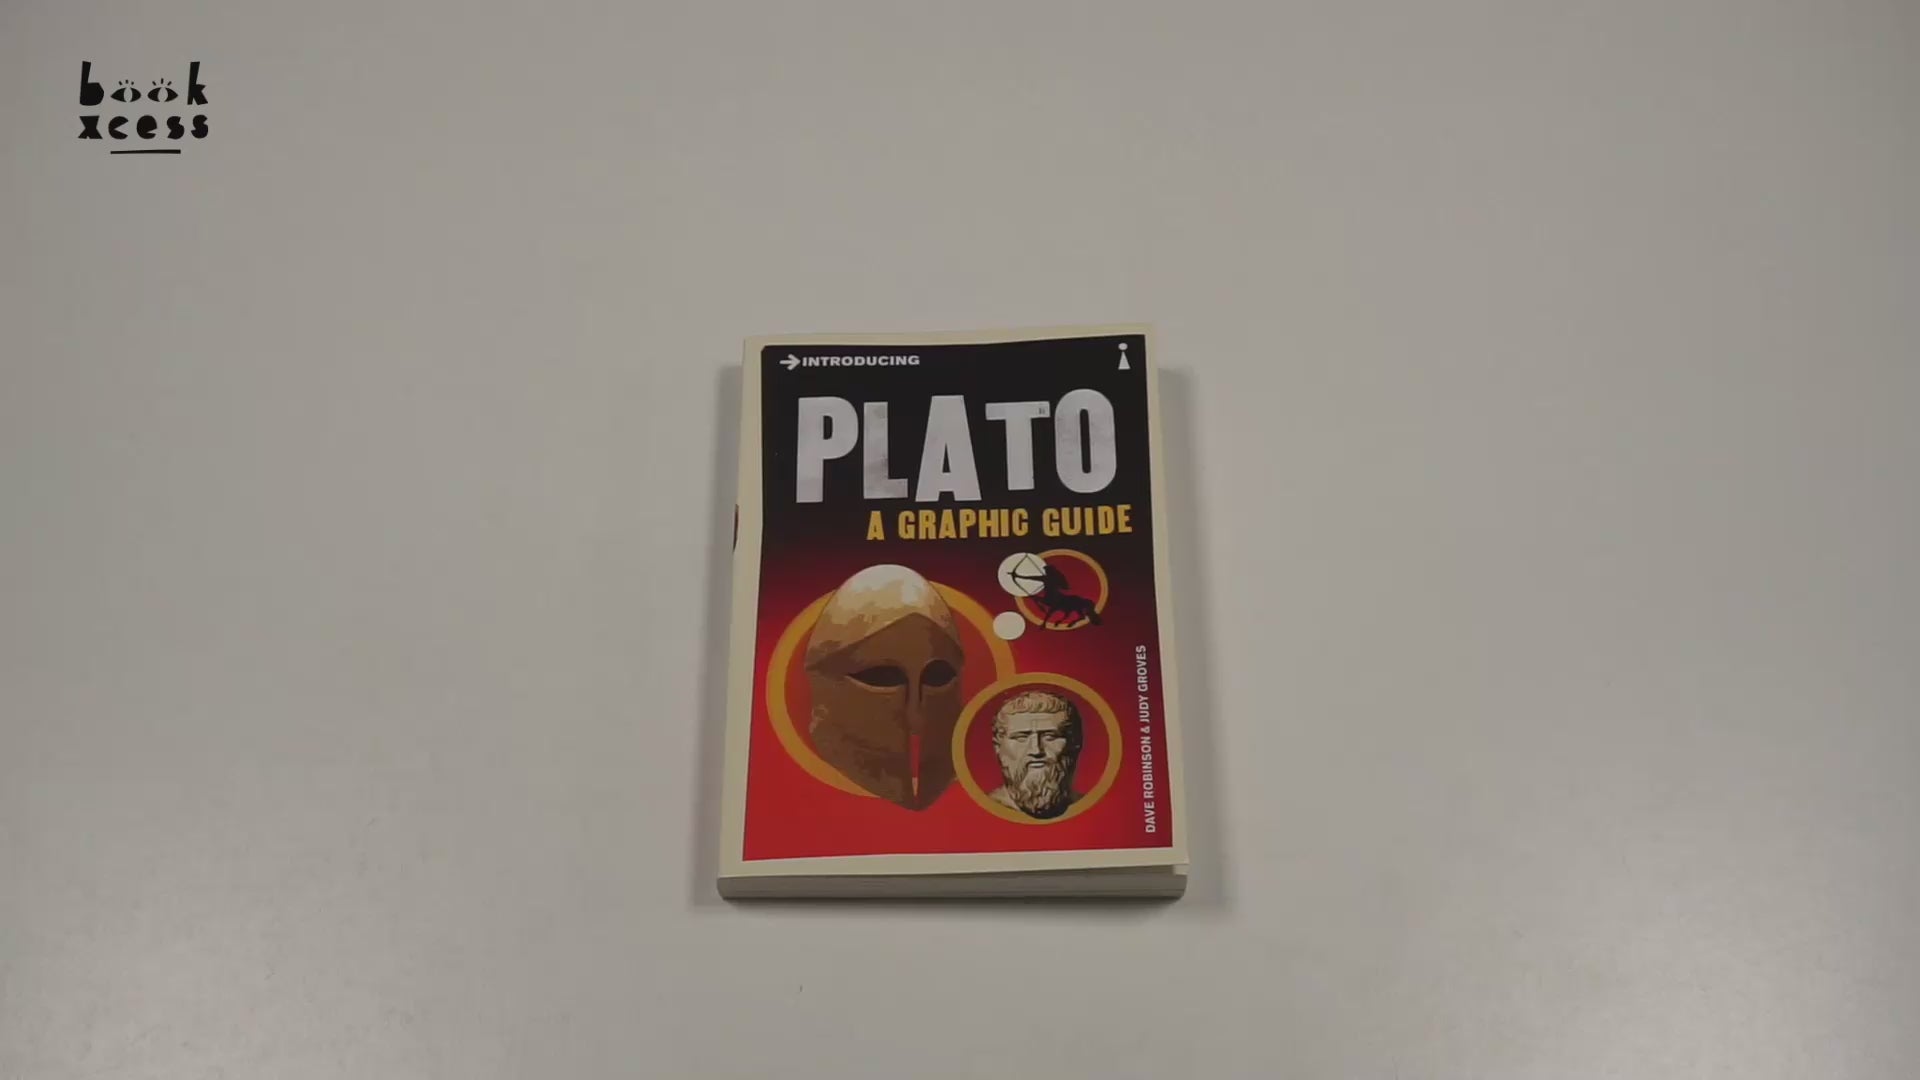 book
xcess
INTRODUCING
PLATO
A GRAPHIC GUIDE
DAVE ROBINSON & JUDY GROVES